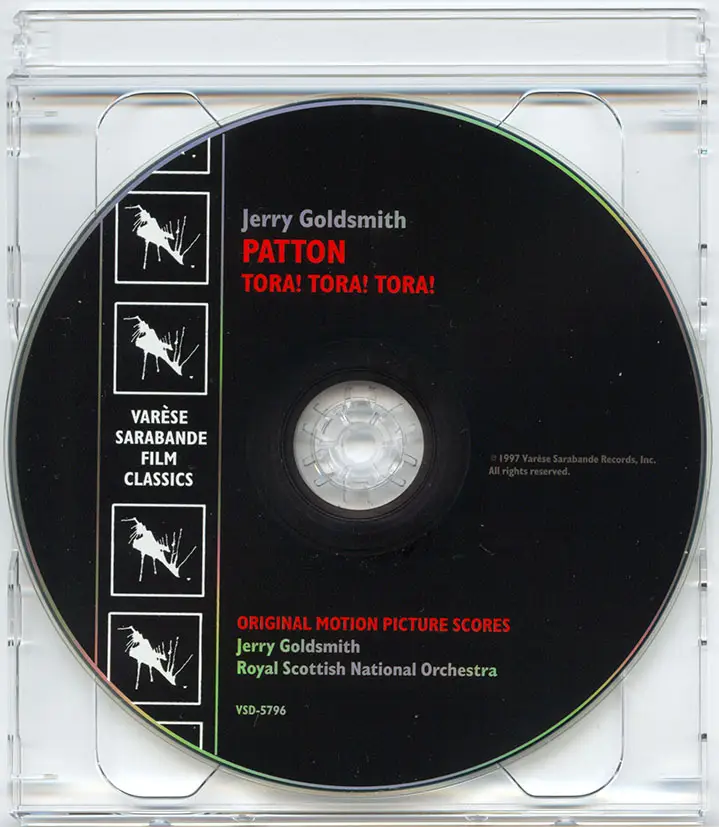 Jerry Goldsmith
PATTON
TORA! TORA! TORA!
VARÈSE
SARABANDE
FILM
CLASSICS
℗ 1997 Varèse Sarabande Records, Inc.
All rights reserved.
ORIGINAL MOTION PICTURE SCORES
Jerry Goldsmith
Royal Scottish National Orchestra
VSD-5796